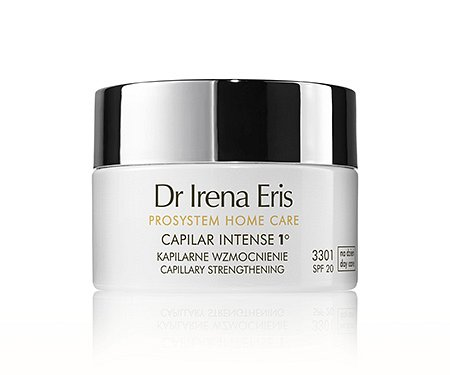 Dr Irena Eris
PROSYSTEM HOME CARE
CAPILAR INTENSE 1°
KAPILARNE WZMOCNIENIE
CAPILLARY STRENGTHENING
3301
SPF 20
na dzień
day care